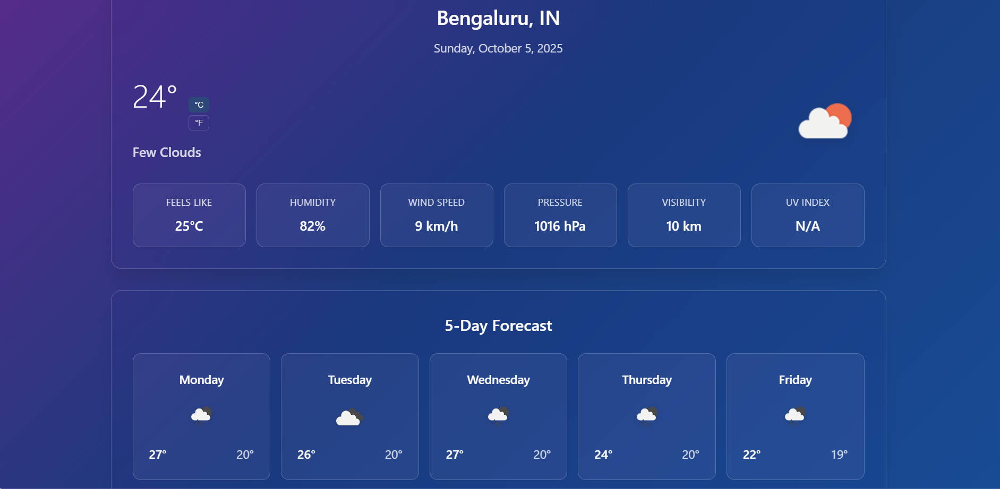 Bengaluru, IN
Sunday, October 5, 2025
24°
°C
°F
Few Clouds
FEELS LIKE
25°C
HUMIDITY
82%
WIND SPEED
9 km/h
PRESSURE
1016 hPa
VISIBILITY
10 km
UV INDEX
N/A
5-Day Forecast
Monday
27° 20°
Tuesday
26° 20°
Wednesday
27° 20°
Thursday
24° 20°
Friday
22° 19°